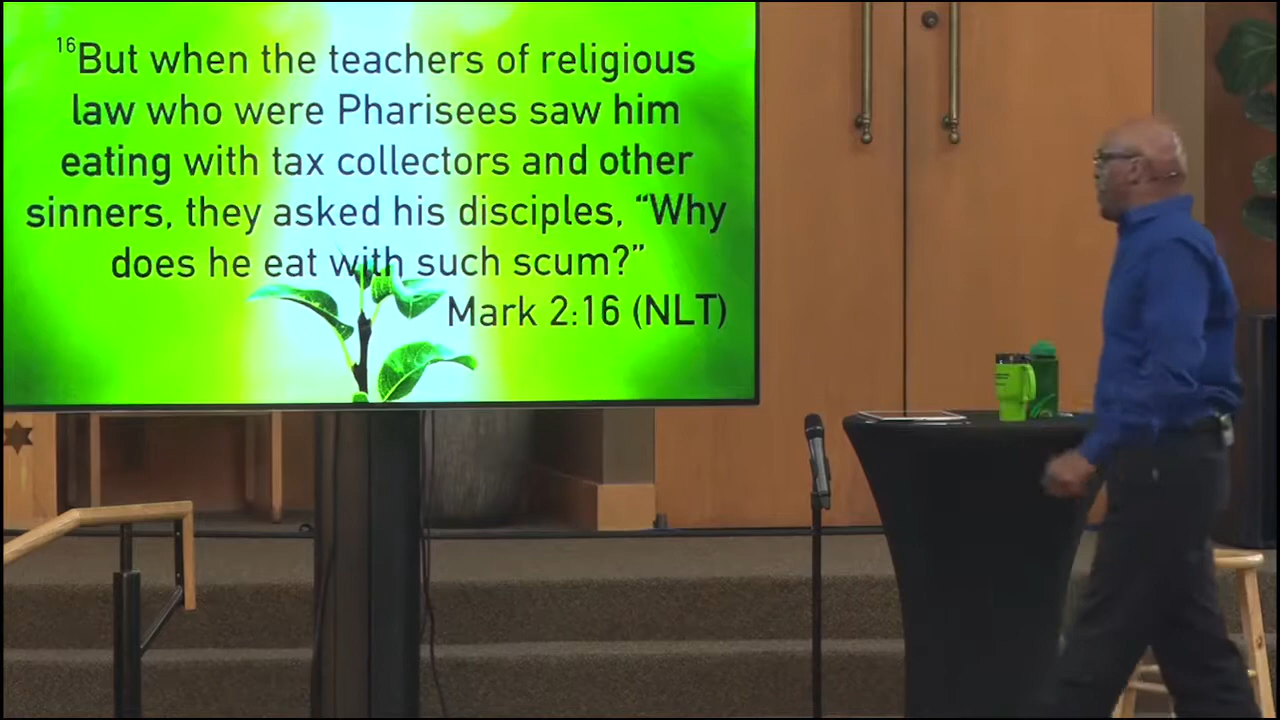 16But when the teachers of religious
law who were Pharisees saw him
eating with tax collectors and other
sinners, they asked his disciples, “Why
does he eat with such scum?”
Mark 2:16 (NLT)